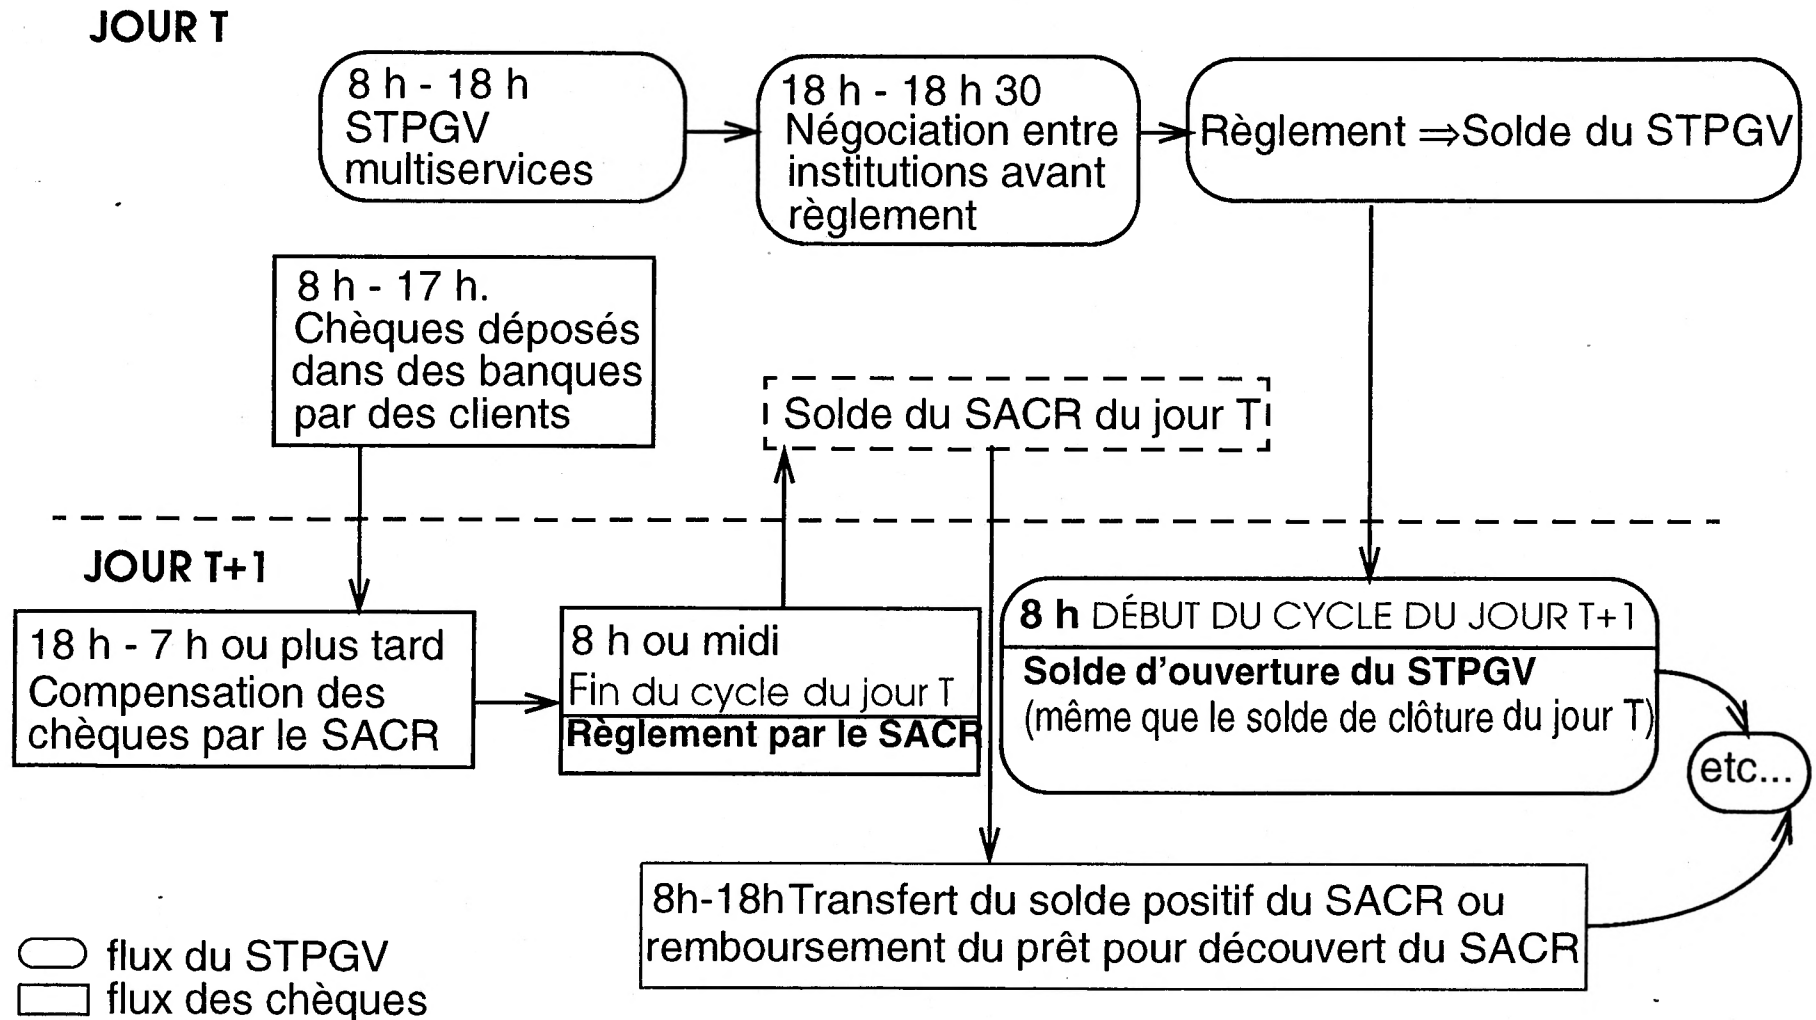 JOUR T
8 h - 18 h
STPGV
multiservices
18 h - 18 h 30
Négociation entre
institutions avant
règlement
Règlement ⇒Solde du STPGV
8 h - 17 h.
Chèques déposés
dans des banques
par des clients
Solde du SACR du jour T
JOUR T+1
18 h - 7 h ou plus tard
Compensation des
chèques par le SACR
8 h ou midi
Fin du cycle du jour T
Règlement par le SACR
8 h DÉBUT DU CYCLE DU JOUR T+1
Solde d'ouverture du STPGV
(même que le solde de clôture du jour T)
etc...
8h-18h Transfert du solde positif du SACR ou
remboursement du prêt pour découvert du SACR
flux du STPGV
flux des chèques